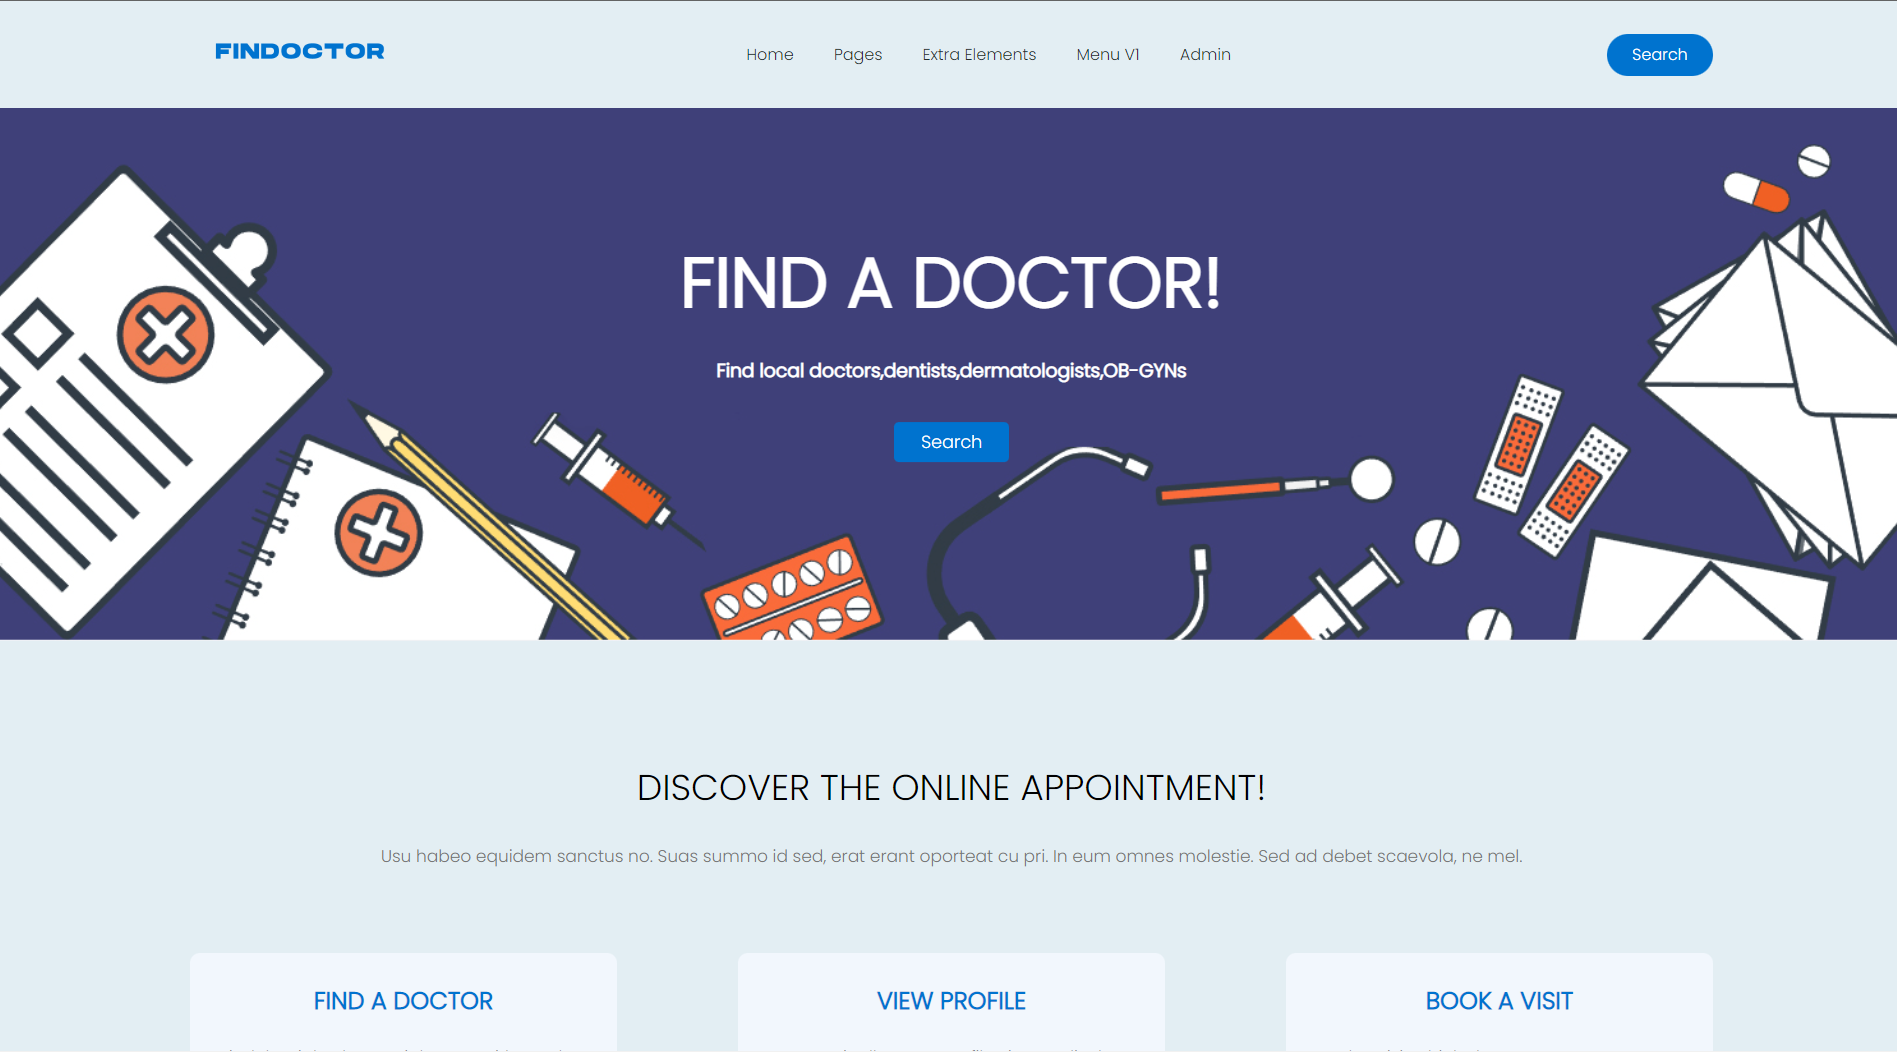 FINDOCTOR
Home Pages Extra Elements Menu V1 Admin
Search
FIND A DOCTOR!
Find local doctors,dentists,dermatologists,OB-GYNs
Search
DISCOVER THE ONLINE APPOINTMENT!
Usu habeo equidem sanctus no. Suas summo id sed, erat erant oporteat cu pri. In eum omnes molestie. Sed ad debet scaevola, ne mel.
FIND A DOCTOR
VIEW PROFILE
BOOK A VISIT